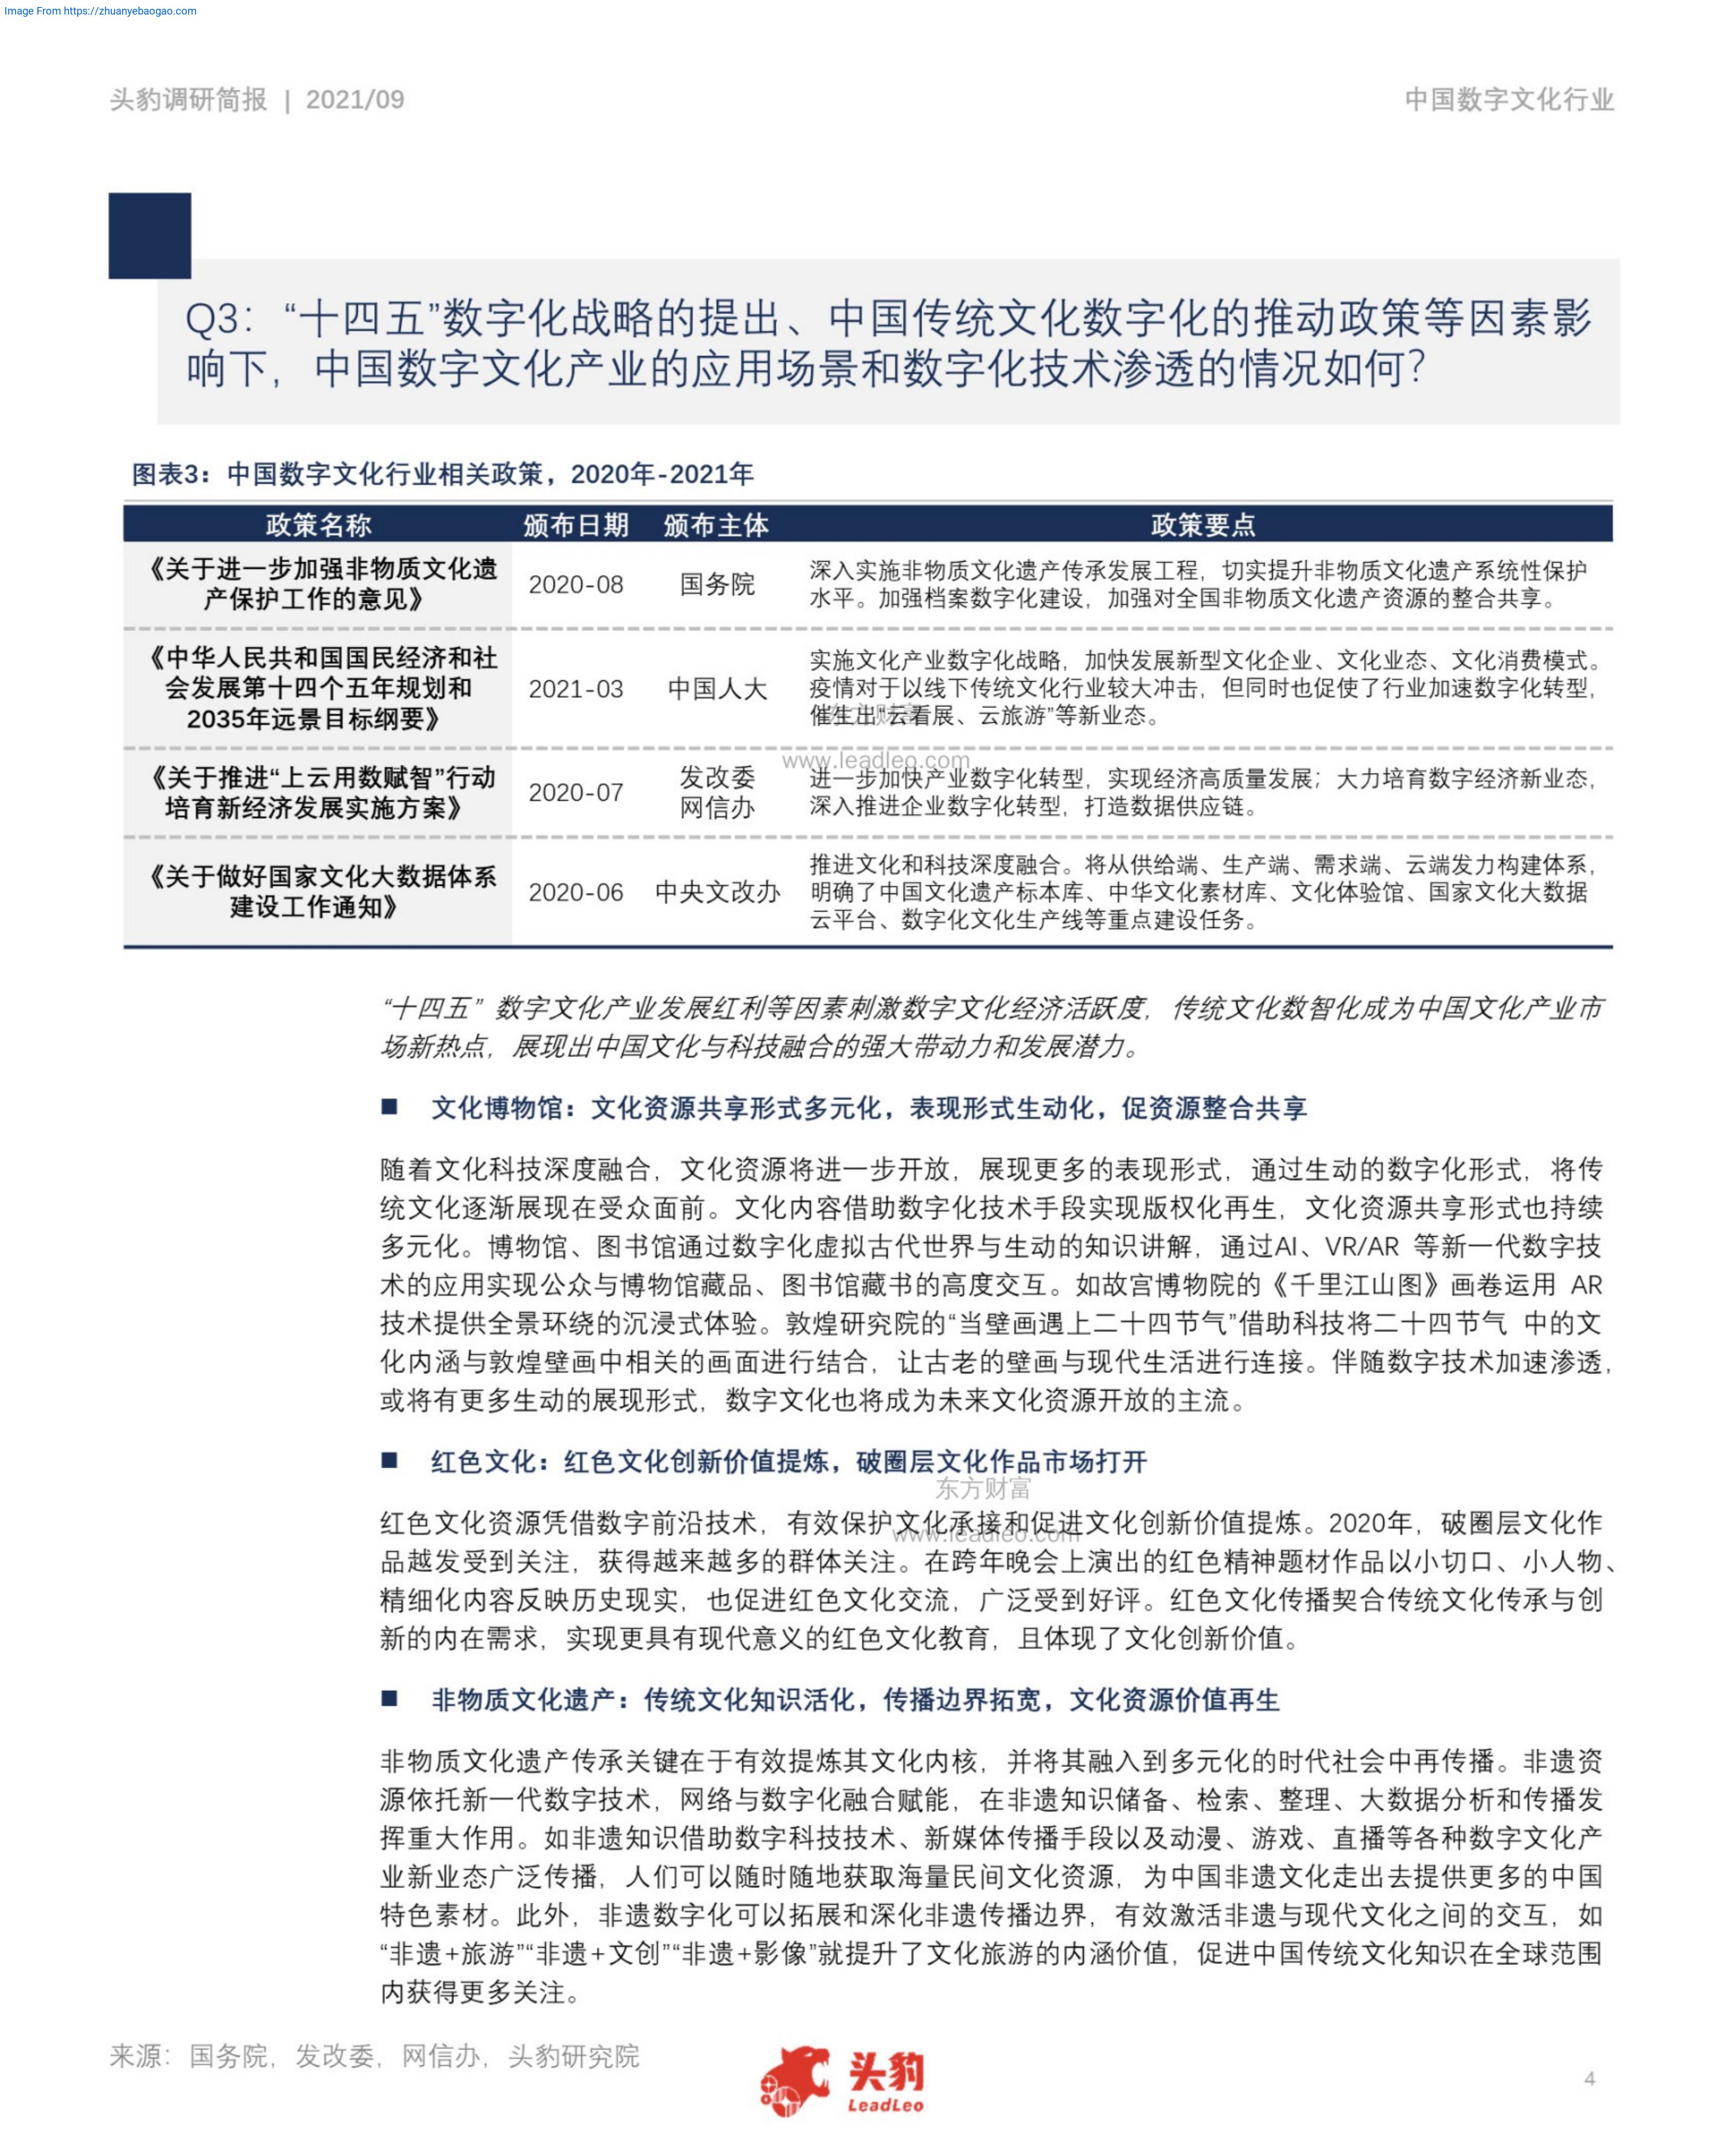 Image From https://zhuanyebaogao.com
头豹调研简报 | 2021/09
中国数字文化行业
Q3：“十四五”数字化战略的提出、中国传统文化数字化的推动政策等因素影
响下，中国数字文化产业的应用场景和数字化技术渗透的情况如何？
图表3：中国数字文化行业相关政策，2020年-2021年
政策名称 颁布日期 颁布主体 政策要点
《关于进一步加强非物质文化遗
产保护工作的意见》
2020-08
国务院
深入实施非物质文化遗产传承发展工程，切实提升非物质文化遗产系统性保护
水平。加强档案数字化建设，加强对全国非物质文化遗产资源的整合共享。
《中华人民共和国国民经济和社
会发展第十四个五年规划和
2035年远景目标纲要》
2021-03
中国人大
实施文化产业数字化战略，加快发展新型文化企业、文化业态、文化消费模式。
疫情对于以线下传统文化行业较大冲击，但同时也促使了行业加速数字化转型，
催生出“云看展、云旅游”等新业态。
东方财富
www.leadleo.com
《关于推进“上云用数赋智”行动
培育新经济发展实施方案》
2020-07
发改委
网信办
进一步加快产业数字化转型，实现经济高质量发展；大力培育数字经济新业态，
深入推进企业数字化转型，打造数据供应链。
《关于做好国家文化大数据体系
建设工作通知》
2020-06
中央文改办
推进文化和科技深度融合。将从供给端、生产端、需求端、云端发力构建体系，
明确了中国文化遗产标本库、中华文化素材库、文化体验馆、国家文化大数据
云平台、数字化文化生产线等重点建设任务。
“十四五”数字文化产业发展红利等因素刺激数字文化经济活跃度，传统文化数智化成为中国文化产业市
场新热点，展现出中国文化与科技融合的强大带动力和发展潜力。
■ 文化博物馆：文化资源共享形式多元化，表现形式生动化，促资源整合共享
随着文化科技深度融合，文化资源将进一步开放，展现更多的表现形式，通过生动的数字化形式，将传
统文化逐渐展现在受众面前。文化内容借助数字化技术手段实现版权化再生，文化资源共享形式也持续
多元化。博物馆、图书馆通过数字化虚拟古代世界与生动的知识讲解，通过AI、VR/AR 等新一代数字技
术的应用实现公众与博物馆藏品、图书馆藏书的高度交互。如故宫博物院的《千里江山图》画卷运用 AR
技术提供全景环绕的沉浸式体验。敦煌研究院的“当壁画遇上二十四节气”借助科技将二十四节气 中的文
化内涵与敦煌壁画中相关的画面进行结合，让古老的壁画与现代生活进行连接。伴随数字技术加速渗透，
或将有更多生动的展现形式，数字文化也将成为未来文化资源开放的主流。
■ 红色文化：红色文化创新价值提炼，破圈层文化作品市场打开
东方财富
www.leadleo.com
红色文化资源凭借数字前沿技术，有效保护文化承接和促进文化创新价值提炼。2020年，破圈层文化作
品越发受到关注，获得越来越多的群体关注。在跨年晚会上演出的红色精神题材作品以小切口、小人物、
精细化内容反映历史现实，也促进红色文化交流，广泛受到好评。红色文化传播契合传统文化传承与创
新的内在需求，实现更具有现代意义的红色文化教育，且体现了文化创新价值。
■ 非物质文化遗产：传统文化知识活化，传播边界拓宽，文化资源价值再生
非物质文化遗产传承关键在于有效提炼其文化内核，并将其融入到多元化的时代社会中再传播。非遗资
源依托新一代数字技术，网络与数字化融合赋能，在非遗知识储备、检索、整理、大数据分析和传播发
挥重大作用。如非遗知识借助数字科技技术、新媒体传播手段以及动漫、游戏、直播等各种数字文化产
业新业态广泛传播，人们可以随时随地获取海量民间文化资源，为中国非遗文化走出去提供更多的中国
特色素材。此外，非遗数字化可以拓展和深化非遗传播边界，有效激活非遗与现代文化之间的交互，如
“非遗+旅游”“非遗+文创”“非遗+影像”就提升了文化旅游的内涵价值，促进中国传统文化知识在全球范围
内获得更多关注。
来源：国务院，发改委，网信办，头豹研究院
头豹
LeadLeo
4